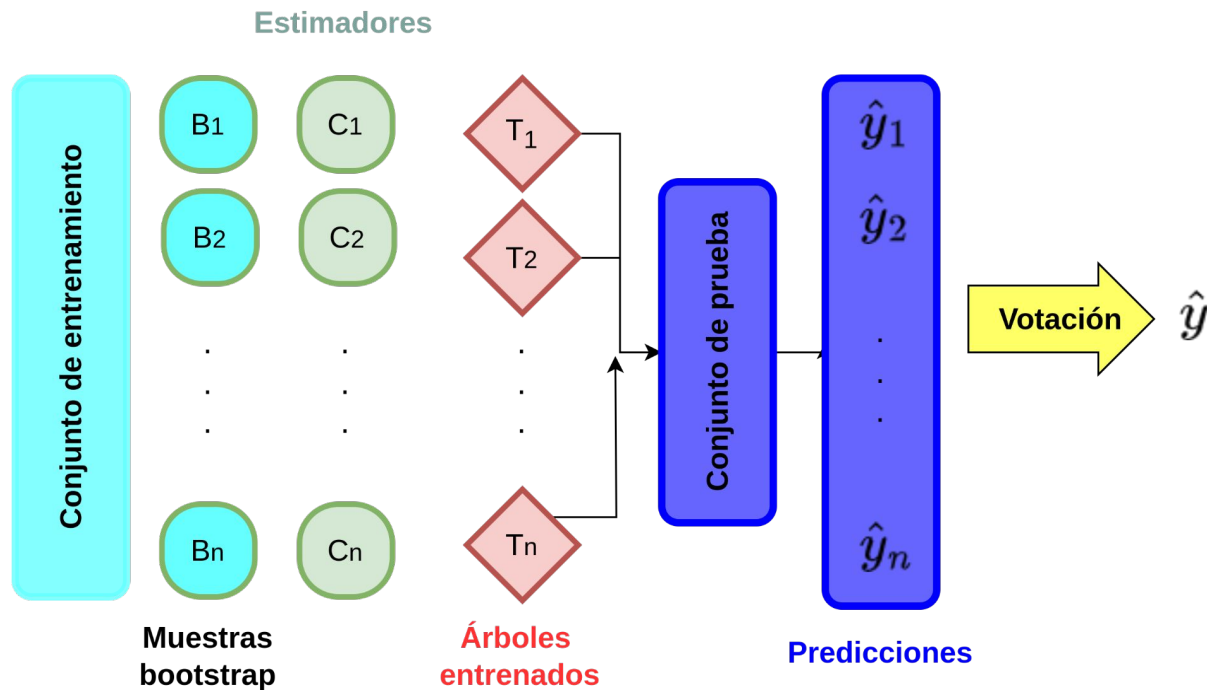 Estimadores
Conjunto de entrenamiento
B1
C1
T1
B2
C2
T2
.
.
.
.
.
.
.
.
.
Bn
Cn
Tn
Muestras
bootstrap
Árboles
entrenados
Conjunto de prueba
ŷ1
ŷ2
.
.
.
ŷn
Predicciones
Votación
ŷ